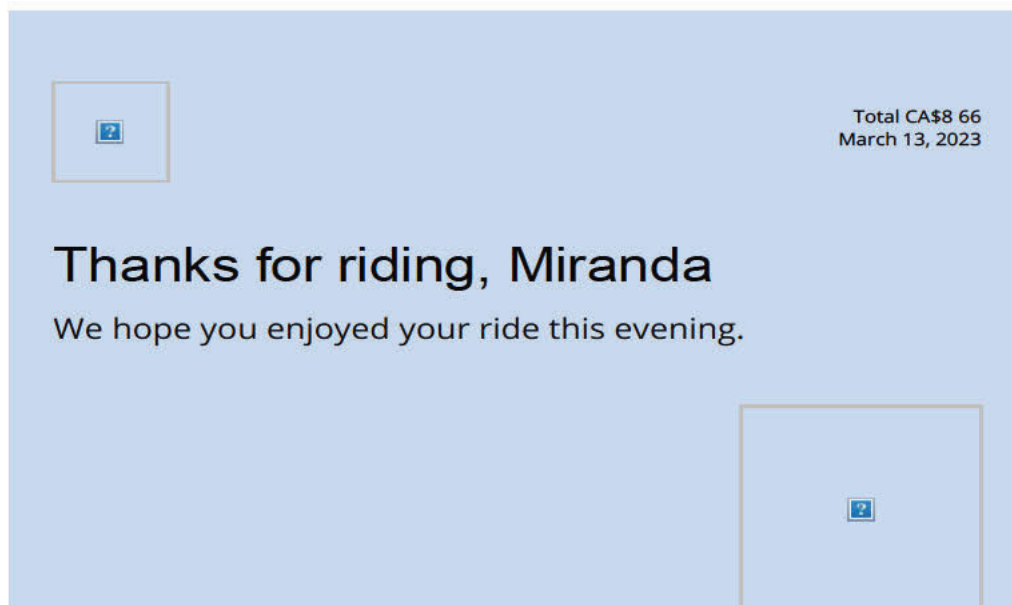 Total CA$8 66
March 13, 2023
Thanks for riding, Miranda
We hope you enjoyed your ride this evening.